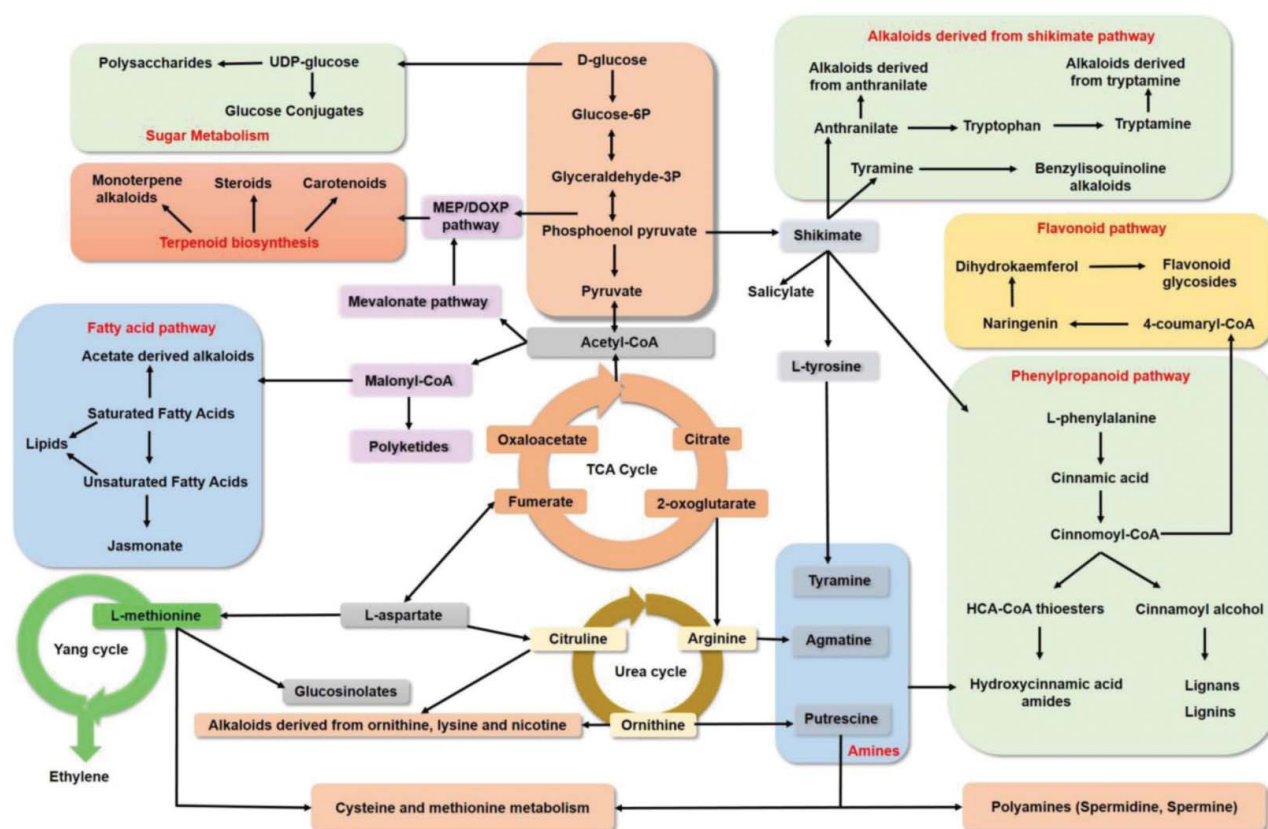 Polysaccharides
UDP-glucose
Glucose Conjugates
Sugar Metabolism
D-glucose
Glucose-6P
Glyceraldehyde-3P
Phosphoenol pyruvate
Pyruvate
Acetyl-CoA
Alkaloids derived from shikimate pathway
Alkaloids derived
from anthranilate
Alkaloids derived
from tryptamine
Anthranilate
Tryptophan
Tryptamine
Tyramine
Benzylisoquinoline
alkaloids
Monoterpene
alkaloids
Steroids
Carotenoids
Terpenoid biosynthesis
MEP/DOXP
pathway
Mevalonate pathway
Malonyl-CoA
Polyketides
Shikimate
Salicylate
L-tyrosine
Flavonoid pathway
Dihydrokaemferol
Flavonoid
glycosides
Naringenin
4-coumaryl-CoA
Fatty acid pathway
Acetate derived alkaloids
Saturated Fatty Acids
Lipids
Unsaturated Fatty Acids
Jasmonate
Oxaloacetate
Citrate
TCA Cycle
Fumerate
2-oxoglutarate
Phenylpropanoid pathway
L-phenylalanine
Cinnamic acid
Cinnomoyl-CoA
HCA-CoA thioesters
Cinnamoyl alcohol
Hydroxycinnamic acid
amides
Lignans
Lignins
L-methionine
Yang cycle
Ethylene
L-aspartate
Glucosinolates
Citruline
Arginine
Urea cycle
Ornithine
Alkaloids derived from ornithine, lysine and nicotine
Tyramine
Agmatine
Putrescine
Amines
Cysteine and methionine metabolism
Polyamines (Spermidine, Spermine)